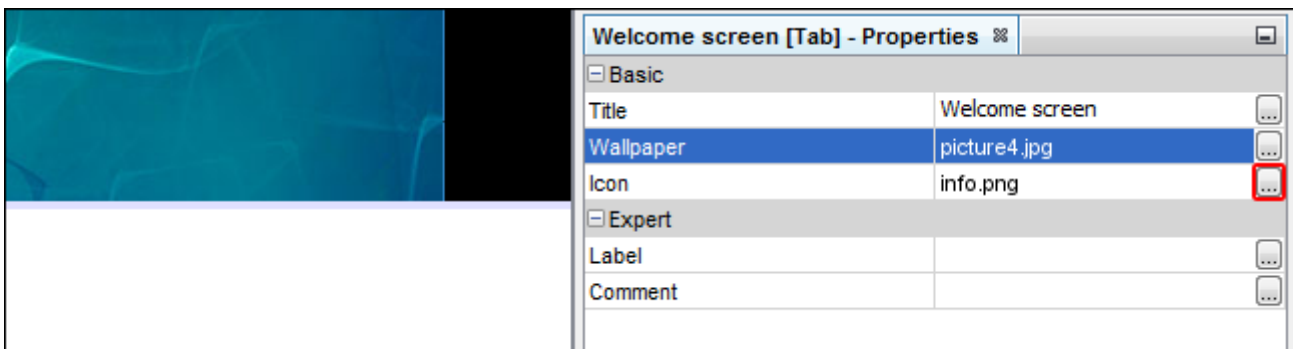 Welcome screen [Tab] - Properties
Basic
Title Welcome screen ...
Wallpaper picture4.jpg ...
Icon info.png ...
Expert
Label ...
Comment ...